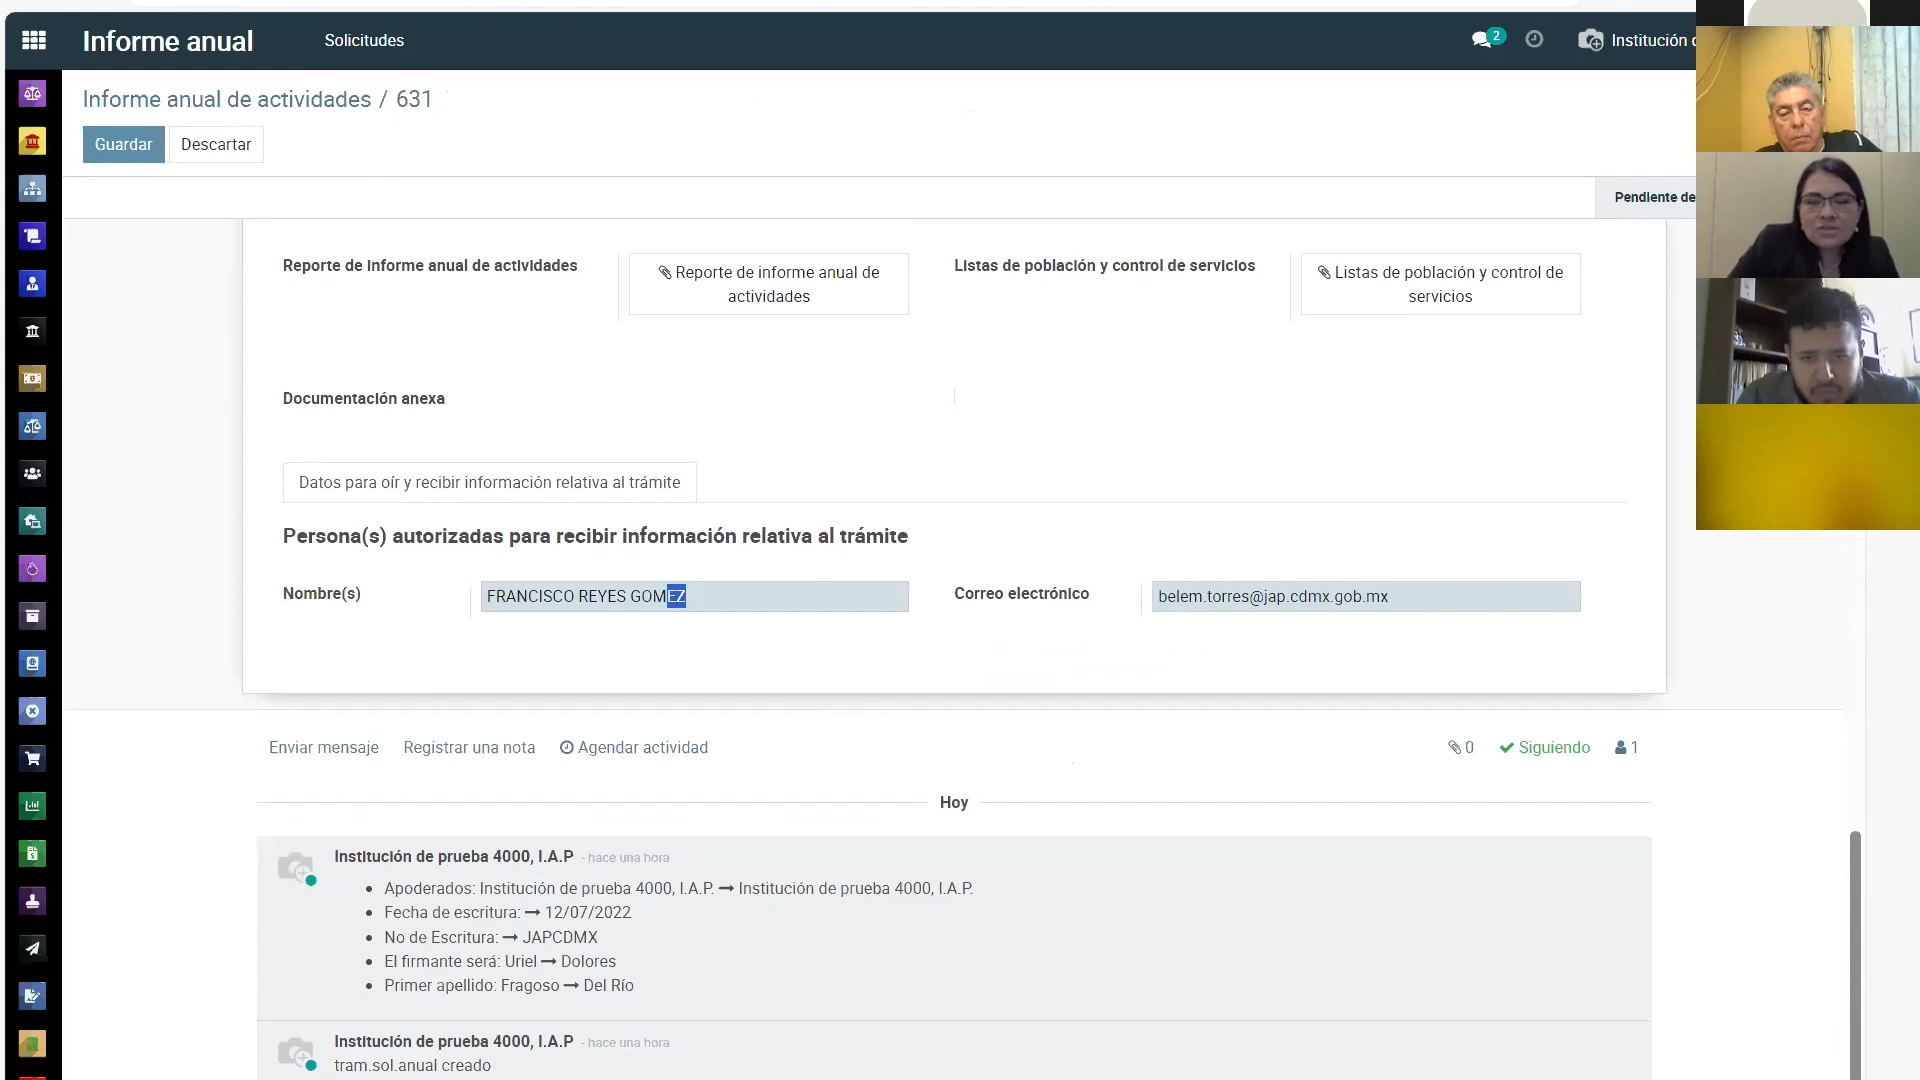 Informe anual
Solicitudes
2
Institución
Informe anual de actividades / 631
Guardar
Descartar
Pendiente de
Reporte de informe anual de actividades
Reporte de informe anual de
actividades
Listas de población y control de servicios
Listas de población y control de
servicios
Documentación anexa
Datos para oír y recibir información relativa al trámite
Persona(s) autorizadas para recibir información relativa al trámite
Nombre(s)
FRANCISCO REYES GOMEZ
Correo electrónico
belem.torres@jap.cdmx.gob.mx
Enviar mensaje
Registrar una nota
Agendar actividad
0
Siguiendo
1
Hoy
Institución de prueba 4000, I.A.P - hace una hora
• Apoderados: Institución de prueba 4000, I.A.P. → Institución de prueba 4000, I.A.P.
• Fecha de escritura: → 12/07/2022
• No de Escritura: → JAPCDMX
• El firmante será: Uriel → Dolores
• Primer apellido: Fragoso → Del Río
Institución de prueba 4000, I.A.P - hace una hora
tram.sol.anual creado